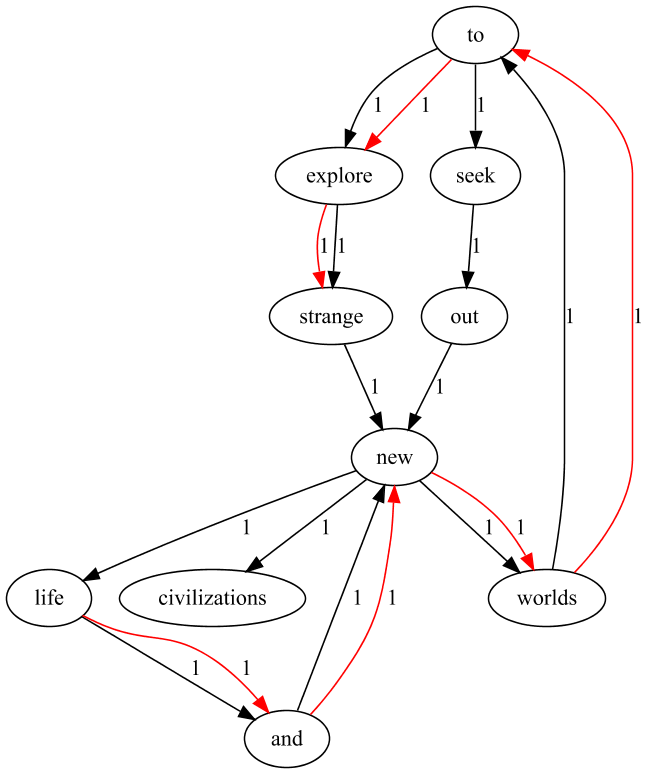 to
1 1 1
explore seek
1 1 1
strange out
1 1
1 1
new
1 1 1 1
life civilizations worlds
1 1
1 1
and